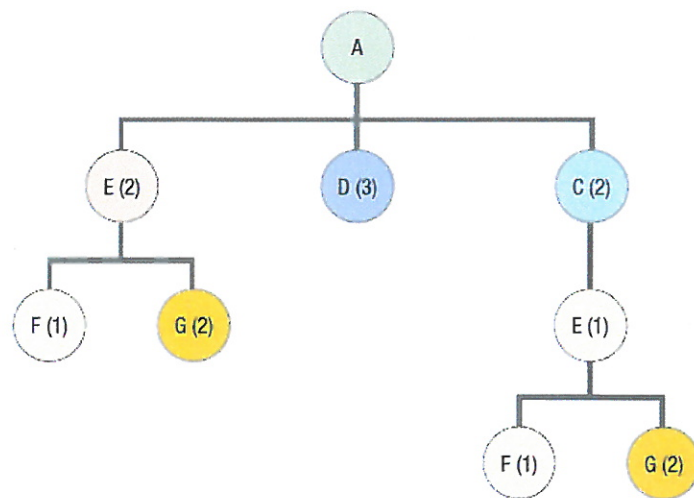 A
E (2)
D (3)
C (2)
F (1)
G (2)
E (1)
F (1)
G (2)